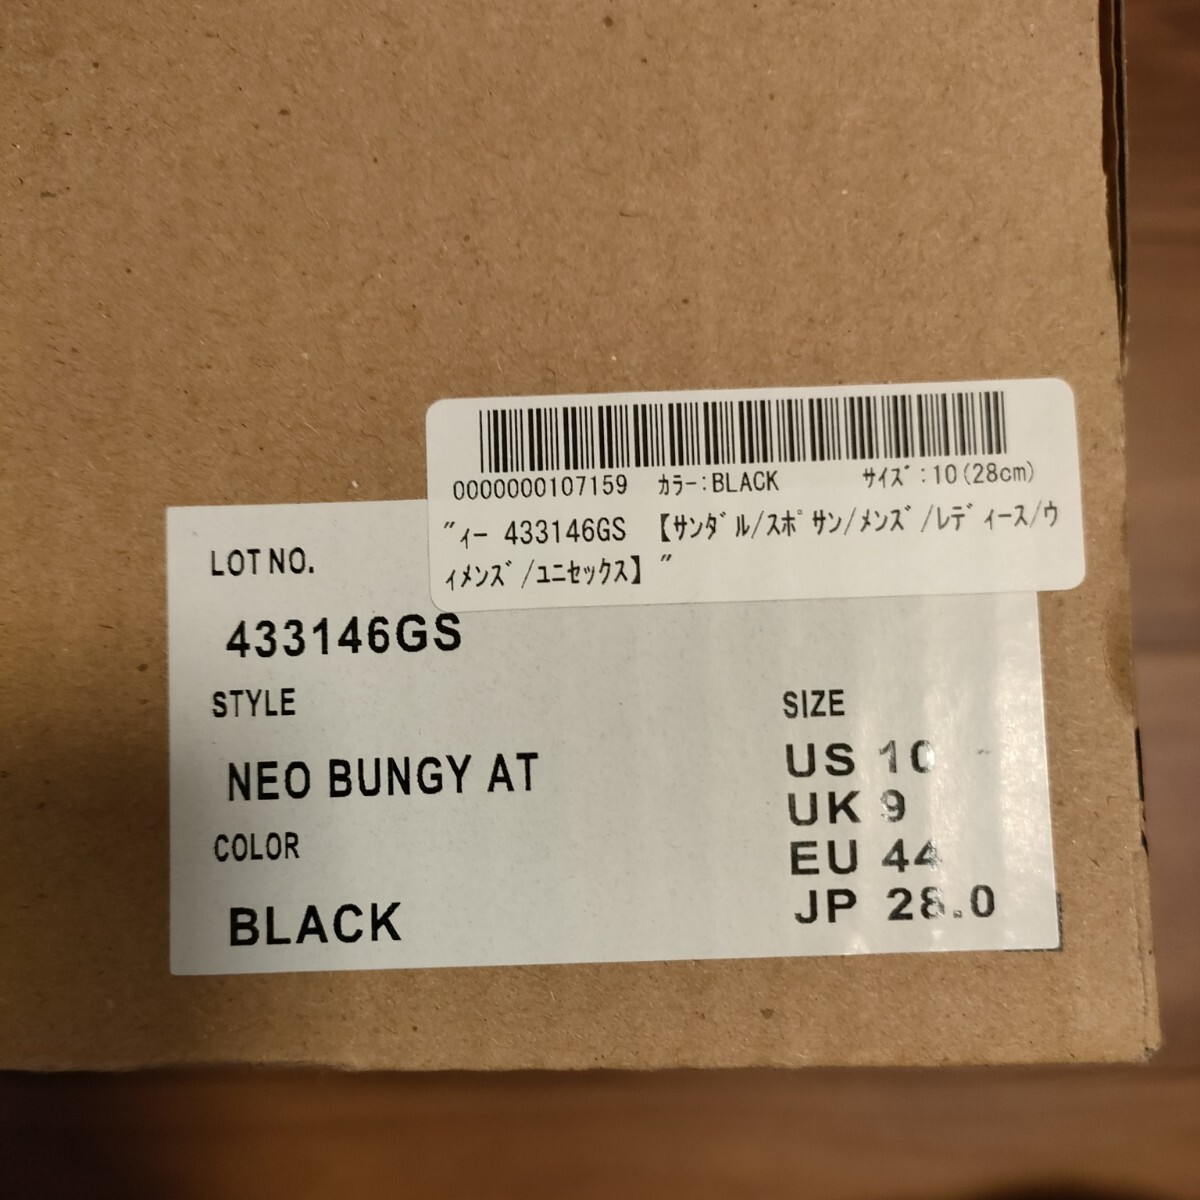 0000000107159 ｶﾗｰ:BLACK ｻｲｽﾞ:10(28cm)
"ｨｰ 433146GS 【ｻﾝﾀﾞﾙ/ｽﾎﾟｻﾝ/ﾒﾝｽﾞ/ﾚﾃﾞｨｰｽ/ｳ
ｨﾒﾝｽﾞ/ﾕﾆｾｯｸｽ】"
LOT NO.
433146GS
STYLE
NEO BUNGY AT
COLOR
BLACK
SIZE
US 10
UK 9
EU 44
JP 28.0